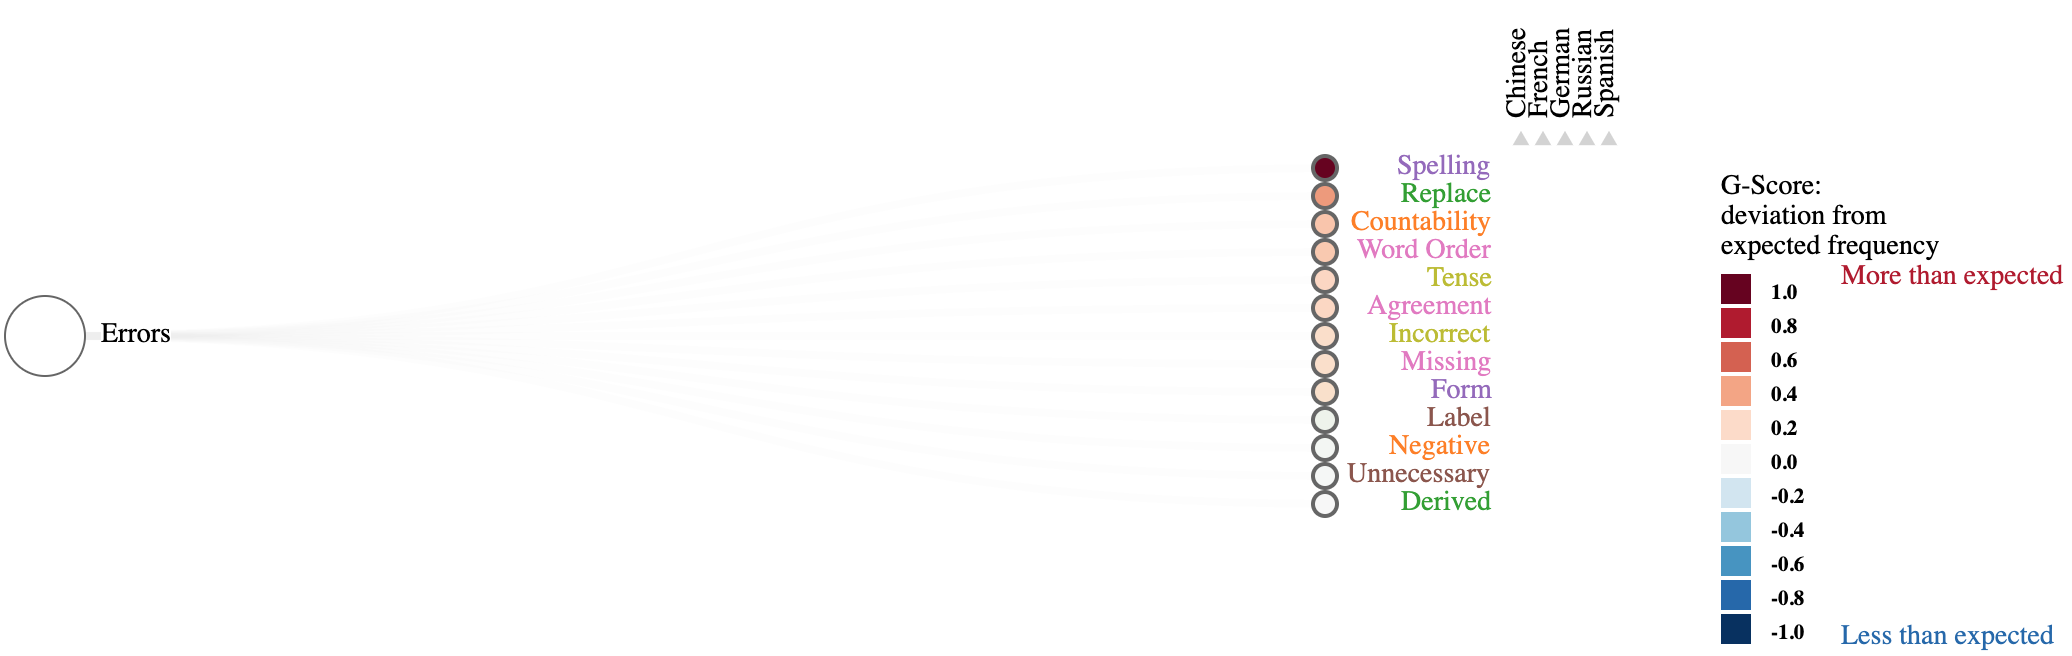 Chinese
French
German
Russian
Spanish
Errors
Spelling
Replace
Countability
Word Order
Tense
Agreement
Incorrect
Missing
Form
Label
Negative
Unnecessary
Derived
G-Score:
deviation from
expected frequency
More than expected
1.0
0.8
0.6
0.4
0.2
0.0
-0.2
-0.4
-0.6
-0.8
-1.0
Less than expected